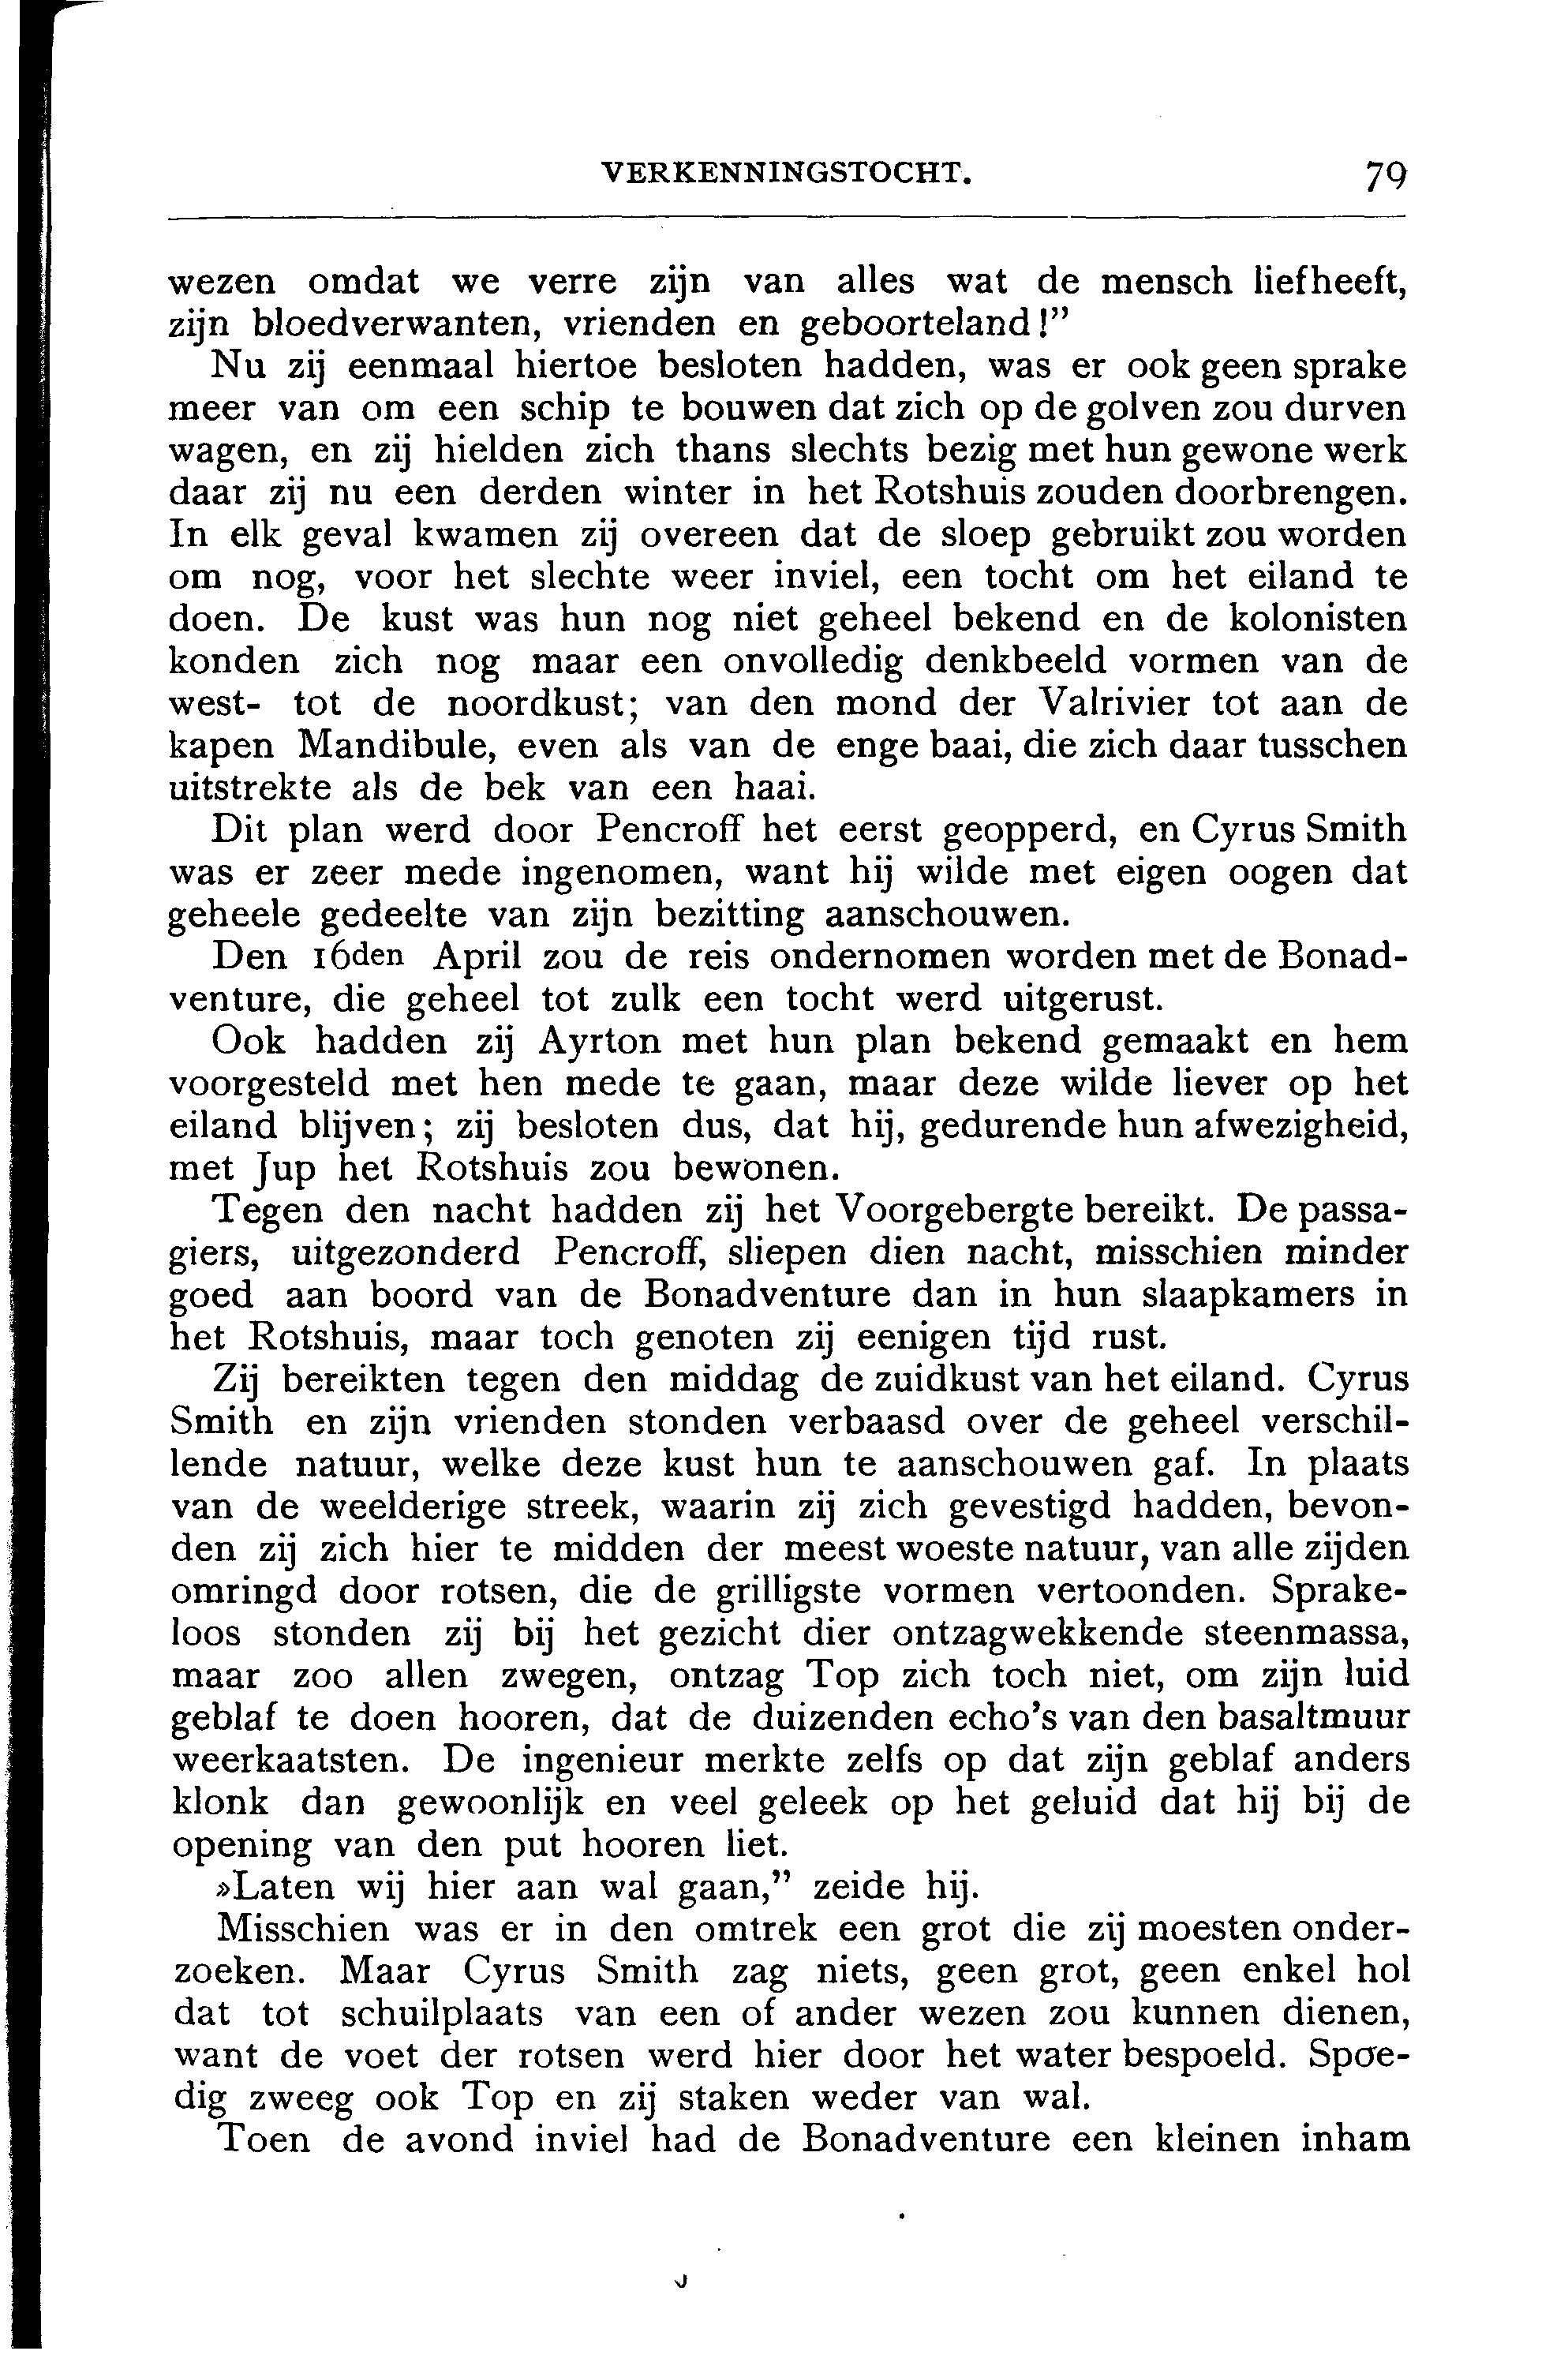 VERKENNINGSTOCHT. 79
wezen omdat we verre zijn van alles wat de mensch liefheeft,
zijn bloedverwanten, vrienden en geboorteland!”
Nu zij eenmaal hiertoe besloten hadden, was er ook geen sprake
meer van om een schip te bouwen dat zich op de golven zou durven
wagen, en zij hielden zich thans slechts bezig met hun gewone werk
daar zij nu een derden winter in het Rotshuis zouden doorbrengen.
In elk geval kwamen zij overeen dat de sloep gebruikt zou worden
om nog, voor het slechte weer inviel, een tocht om het eiland te
doen. De kust was hun nog niet geheel bekend en de kolonisten
konden zich nog maar een onvolledig denkbeeld vormen van de
west- tot de noordkust; van den mond der Valrivier tot aan de
kapen Mandibule, even als van de enge baai, die zich daar tusschen
uitstrekte als de bek van een haai.
Dit plan werd door Pencroff het eerst geopperd, en Cyrus Smith
was er zeer mede ingenomen, want hij wilde met eigen oogen dat
geheele gedeelte van zijn bezitting aanschouwen.
Den 16den April zou de reis ondernomen worden met de Bonad-
venture, die geheel tot zulk een tocht werd uitgerust.
Ook hadden zij Ayrton met hun plan bekend gemaakt en hem
voorgesteld met hen mede te gaan, maar deze wilde liever op het
eiland blijven; zij besloten dus, dat hij, gedurende hun afwezigheid,
met Jup het Rotshuis zou bewonen.
Tegen den nacht hadden zij het Voorgebergte bereikt. De passa-
giers, uitgezonderd Pencroff, sliepen dien nacht, misschien minder
goed aan boord van de Bonadventure dan in hun slaapkamers in
het Rotshuis, maar toch genoten zij eenigen tijd rust.
Zij bereikten tegen den middag de zuidkust van het eiland. Cyrus
Smith en zijn vrienden stonden verbaasd over de geheel verschil-
lende natuur, welke deze kust hun te aanschouwen gaf. In plaats
van de weelderige streek, waarin zij zich gevestigd hadden, bevon-
den zij zich hier te midden der meest woeste natuur, van alle zijden
omringd door rotsen, die de grilligste vormen vertoonden. Sprake-
loos stonden zij bij het gezicht dier ontzagwekkende steenmassa,
maar zoo allen zwegen, ontzag Top zich toch niet, om zijn luid
geblaf te doen hooren, dat de duizenden echo's van den basaltmuur
weerkaatsten. De ingenieur merkte zelfs op dat zijn geblaf anders
klonk dan gewoonlijk en veel geleek op het geluid dat hij bij de
opening van den put hooren liet.
»Laten wij hier aan wal gaan,” zeide hij.
Misschien was er in den omtrek een grot die zij moesten onder-
zoeken. Maar Cyrus Smith zag niets, geen grot, geen enkel hol
dat tot schuilplaats van een of ander wezen zou kunnen dienen,
want de voet der rotsen werd hier door het water bespoeld. Spoe-
dig zweeg ook Top en zij staken weder van wal.
Toen de avond inviel had de Bonadventure een kleinen inham